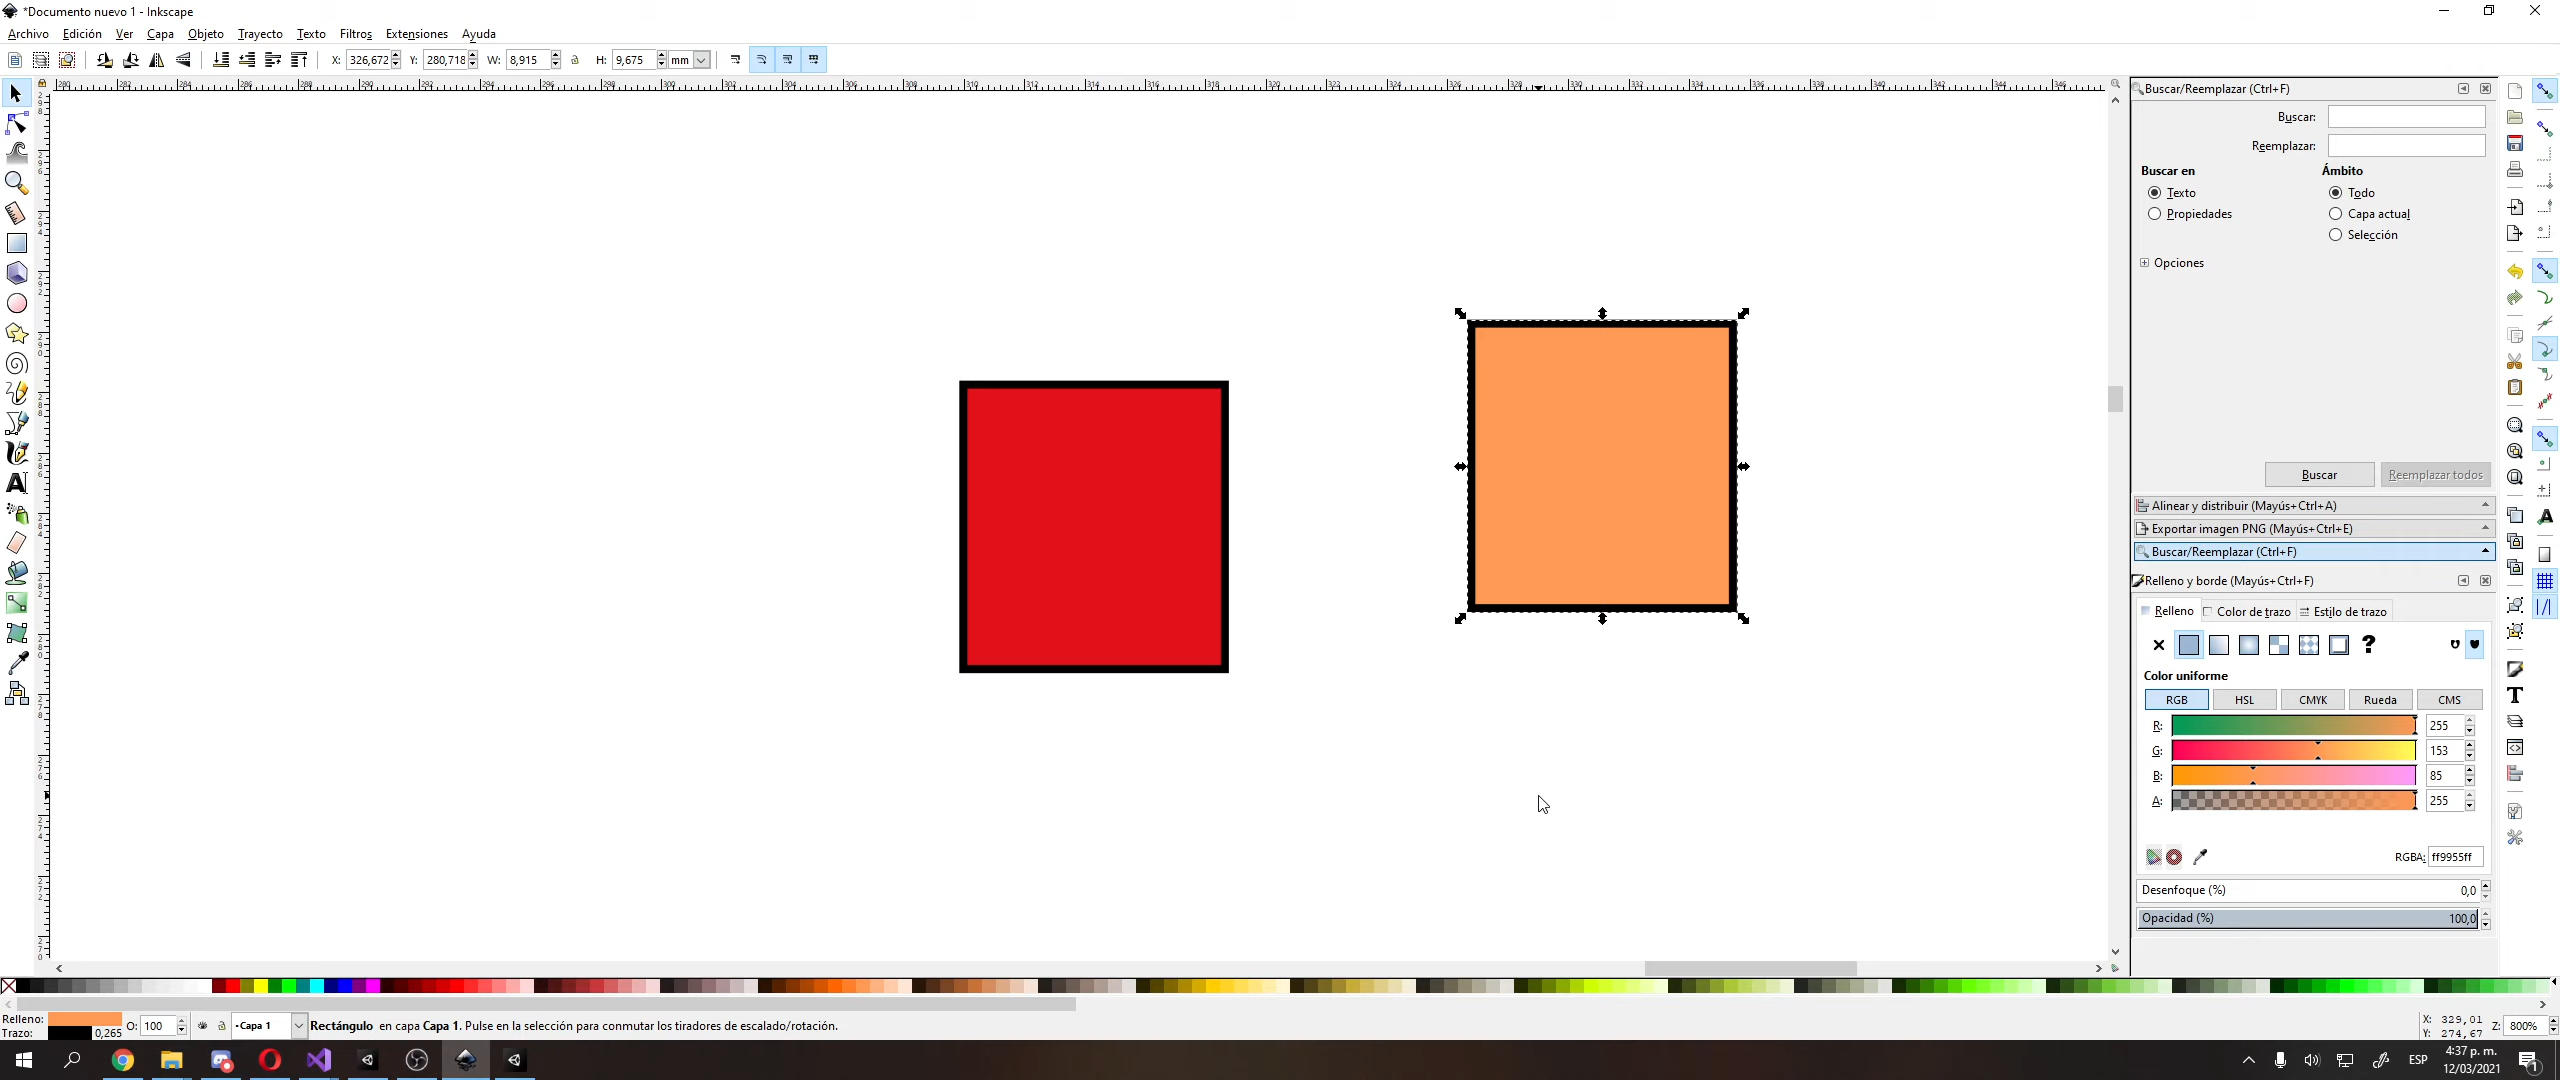 *Documento nuevo 1 - Inkscape
Archivo Edición Ver Capa Objeto Trayecto Texto Filtros Extensiones Ayuda
X: 326,672 Y: 280,718 W: 8,915 H: 9,675 mm
Buscar/Reemplazar (Ctrl+F)
Buscar:
Reemplazar:
Buscar en Ámbito
Texto Todo
Propiedades Capa actual
Selección
Opciones
Buscar Reemplazar todos
Alinear y distribuir (Mayús+Ctrl+A)
Exportar imagen PNG (Mayús+Ctrl+E)
Buscar/Reemplazar (Ctrl+F)
Relleno y borde (Mayús+Ctrl+F)
Relleno Color de trazo Estilo de trazo
Color uniforme
RGB HSL CMYK Rueda CMS
R: 255
G: 153
B: 85
A: 255
RGBA: ff9955ff
Desenfoque (%) 0,0
Opacidad (%) 100,0
Relleno: O: 100 •Capa 1 Rectángulo en capa Capa 1. Pulse en la selección para conmutar los tiradores de escalado/rotación.
Trazo: 0,265
X: 329,01
Y: 274,67
Z: 800%
ESP
4:37 p. m.
12/03/2021
1